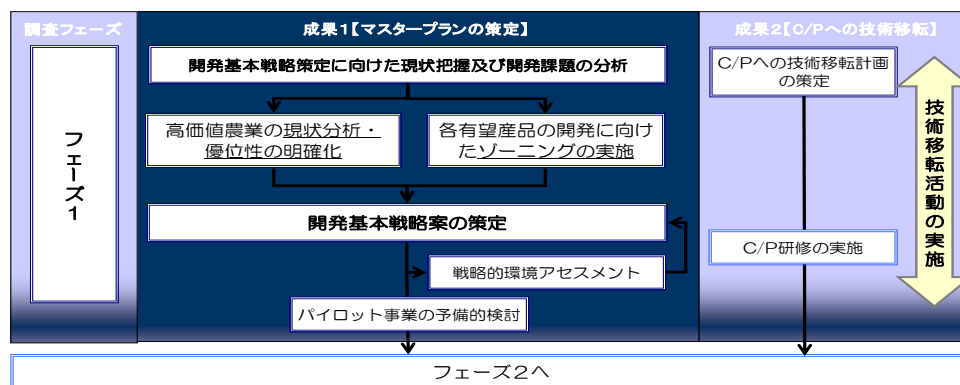 調査フェーズ
成果1【マスタープランの策定】
成果2【C/Pへの技術移転】
フェーズ1
開発基本戦略策定に向けた現状把握及び開発課題の分析
高価値農業の現状分析・
優位性の明確化
各有望産品の開発に向け
たゾーニングの実施
開発基本戦略案の策定
戦略的環境アセスメント
パイロット事業の予備的検討
C/Pへの技術移転計画
の策定
C/P研修の実施
技術移転活動の実施
フェーズ2へ